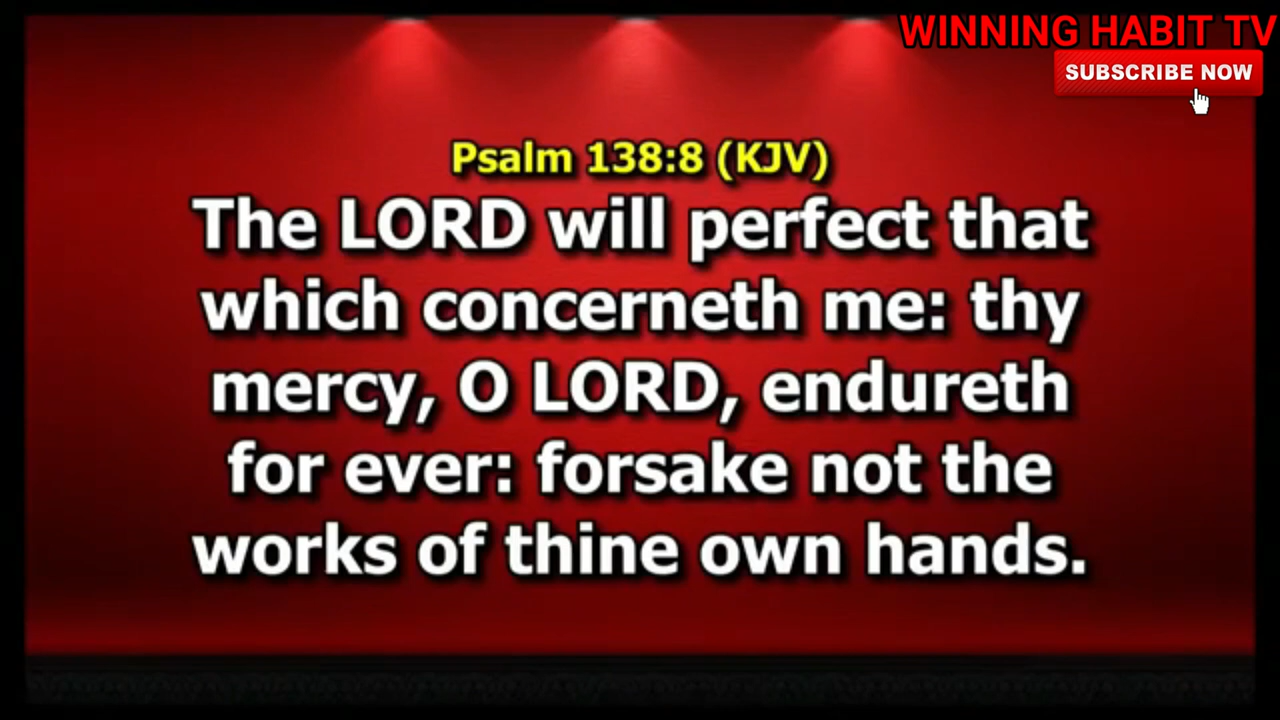 WINNING HABIT TV
SUBSCRIBE NOW
Psalm 138:8 (KJV)
The LORD will perfect that
which concerneth me: thy
mercy, O LORD, endureth
for ever: forsake not the
works of thine own hands.